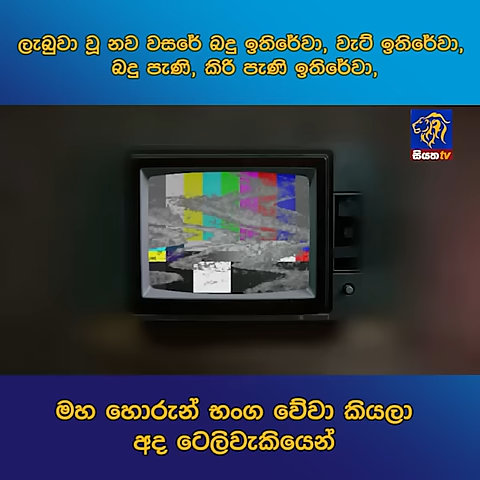 ලැබුවා වූ නව වසරේ බදු ඉතිරේවා, වැට් ඉතිරේවා,
බදු පැණි, කිරි පැණි ඉතිරේවා,
සියත tv
මහ හොරුන් භංග වේවා කියලා
අද ටෙලිවැකියෙන්